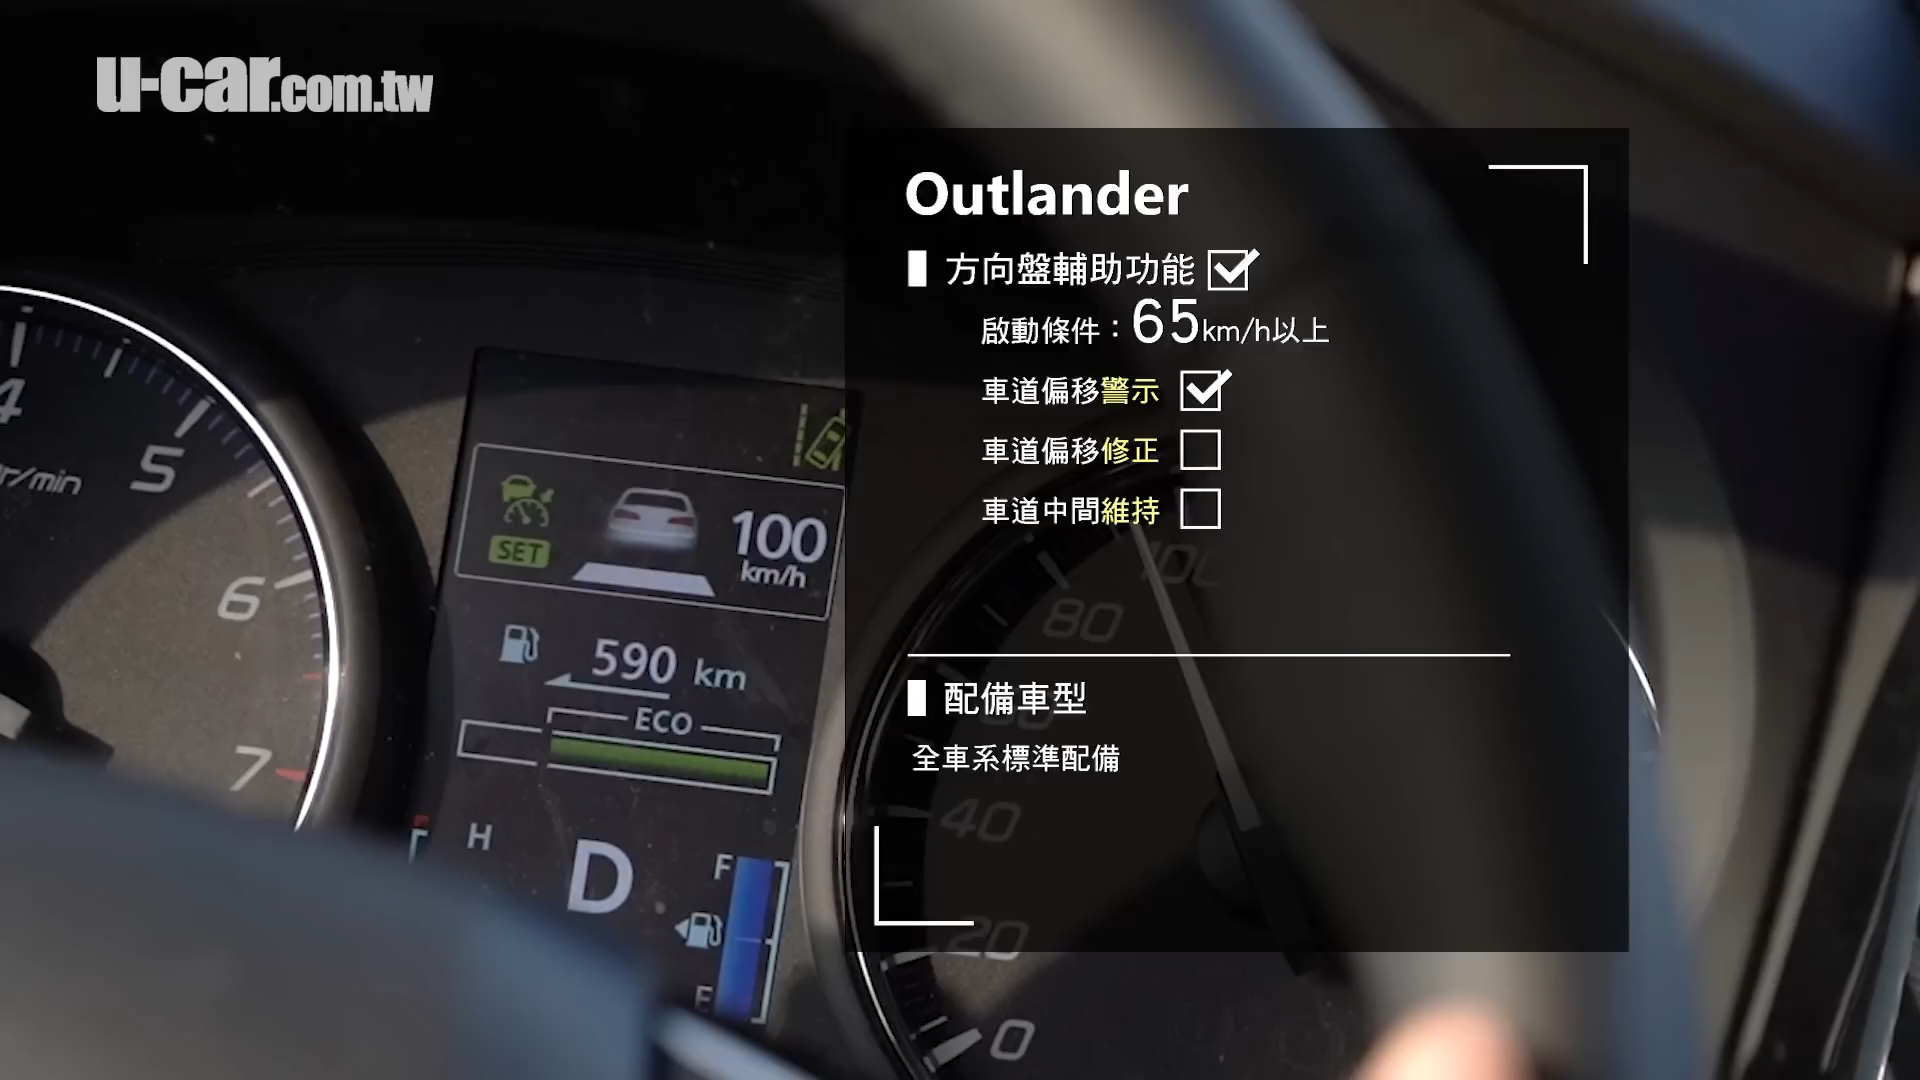 u-car.com.tw
Outlander
方向盤輔助功能
啟動條件：65km/h以上
車道偏移警示
車道偏移修正
車道中間維持
配備車型
全車系標準配備
4
r/min
5
6
7
SET
100
km/h
590 km
ECO
H
D
F
E
100
80
60
40
20
0